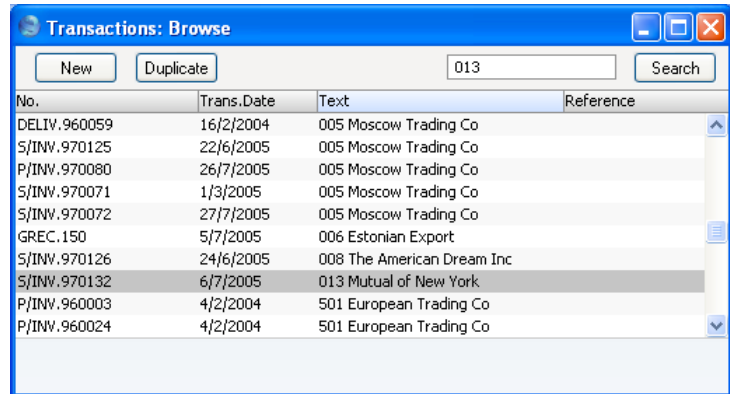 Transactions: Browse
New Duplicate 013 Search
No. Trans.Date Text Reference
DELIV.960059 16/2/2004 005 Moscow Trading Co
S/INV.970125 22/6/2005 005 Moscow Trading Co
P/INV.970080 26/7/2005 005 Moscow Trading Co
S/INV.970071 1/3/2005 005 Moscow Trading Co
S/INV.970072 27/7/2005 005 Moscow Trading Co
GREC.150 5/7/2005 006 Estonian Export
S/INV.970126 24/6/2005 008 The American Dream Inc
S/INV.970132 6/7/2005 013 Mutual of New York
P/INV.960003 4/2/2004 501 European Trading Co
P/INV.960024 4/2/2004 501 European Trading Co